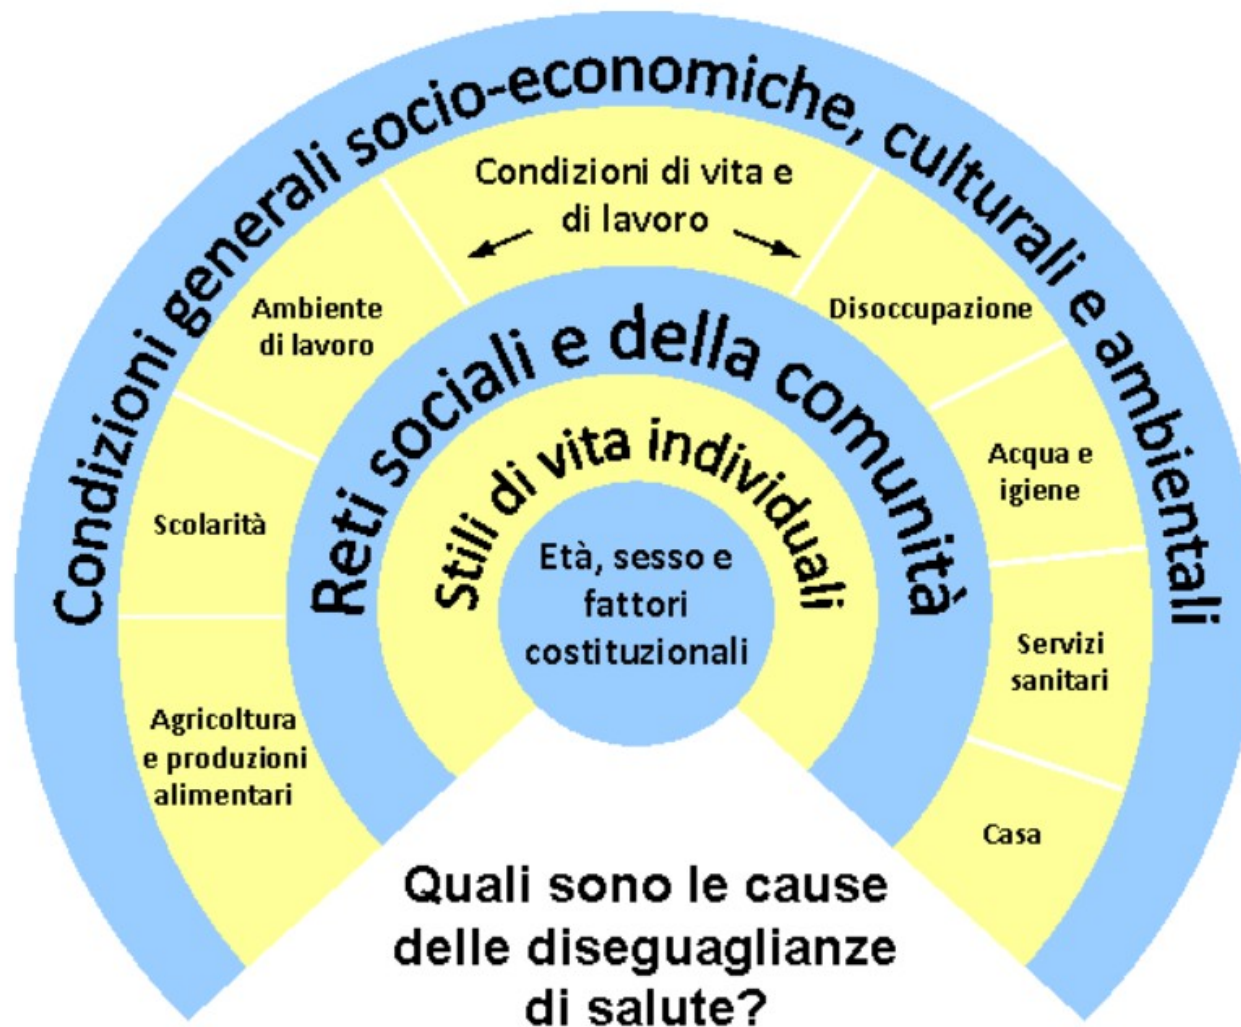 Condizioni generali socio-economiche, culturali e ambientali
Condizioni di vita e
di lavoro
Ambiente
di lavoro
Disoccupazione
Scolarità
Acqua e
igiene
Agricoltura
e produzioni
alimentari
Servizi
sanitari
Casa
Reti sociali e della comunità
Stili di vita individuali
Età, sesso e
fattori
costituzionali
Quali sono le cause
delle diseguaglianze
di salute?